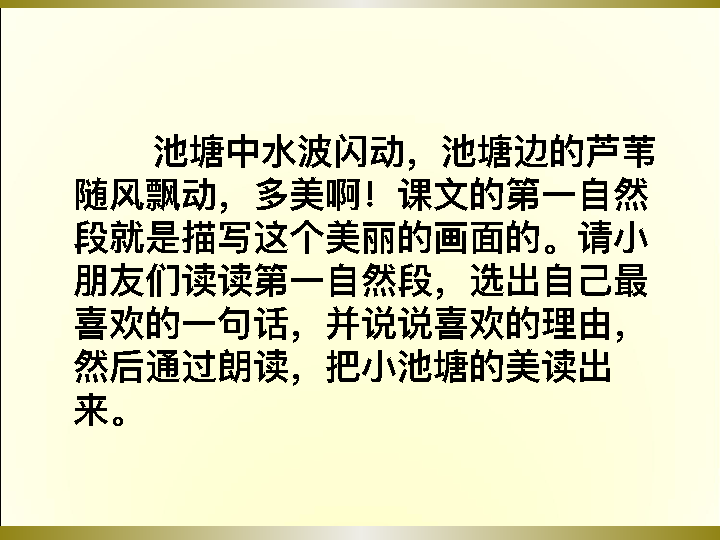 池塘中水波闪动，池塘边的芦苇
随风飘动，多美啊！课文的第一自然
段就是描写这个美丽的画面的。请小
朋友们读读第一自然段，选出自己最
喜欢的一句话，并说说喜欢的理由，
然后通过朗读，把小池塘的美读出
来。